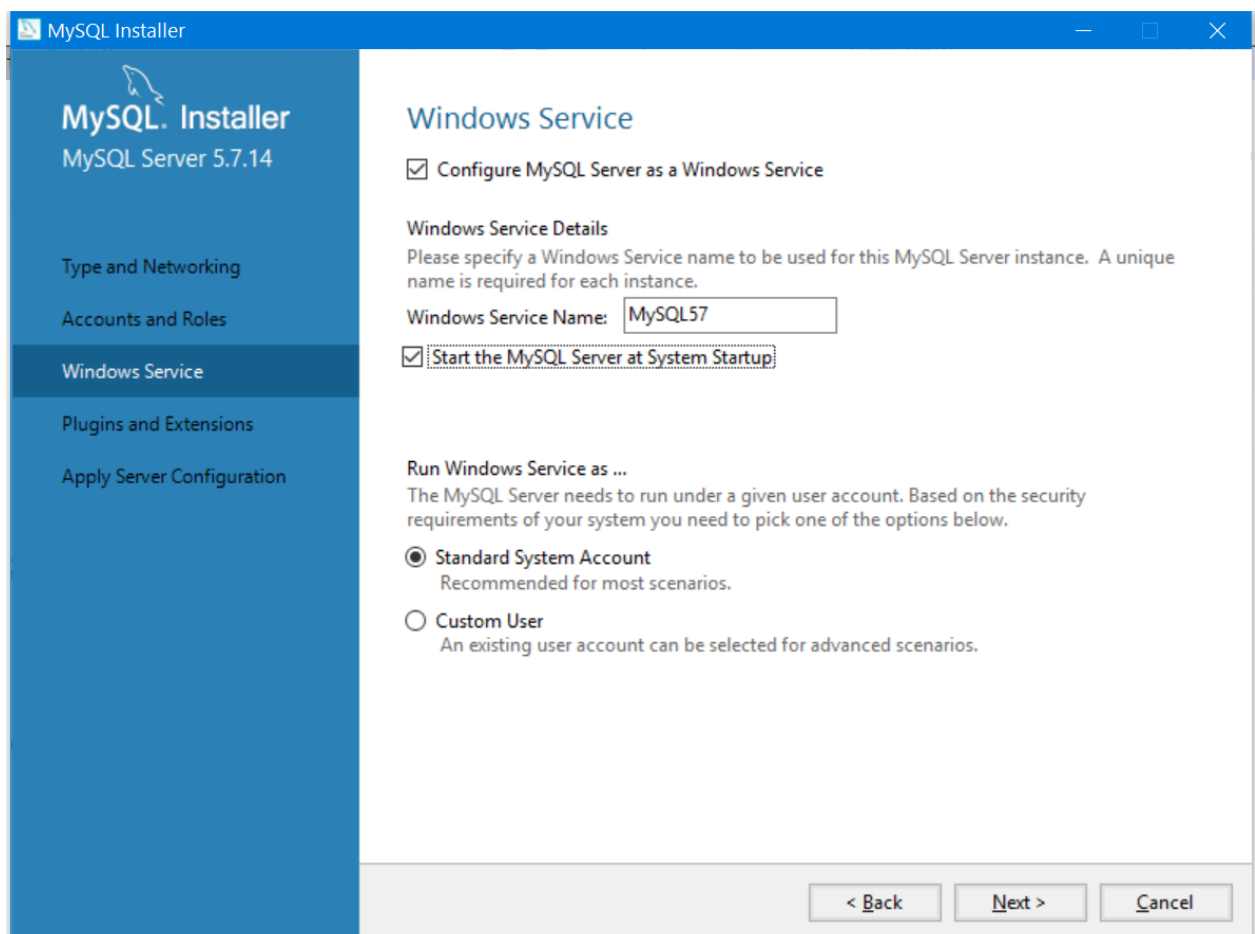 MySQL Installer
MySQL. Installer
MySQL Server 5.7.14
Type and Networking
Accounts and Roles
Windows Service
Plugins and Extensions
Apply Server Configuration
Windows Service
Configure MySQL Server as a Windows Service
Windows Service Details
Please specify a Windows Service name to be used for this MySQL Server instance. A unique
name is required for each instance.
Windows Service Name: MySQL57
Start the MySQL Server at System Startup
Run Windows Service as ...
The MySQL Server needs to run under a given user account. Based on the security
requirements of your system you need to pick one of the options below.
Standard System Account
Recommended for most scenarios.
Custom User
An existing user account can be selected for advanced scenarios.
< Back Next > Cancel